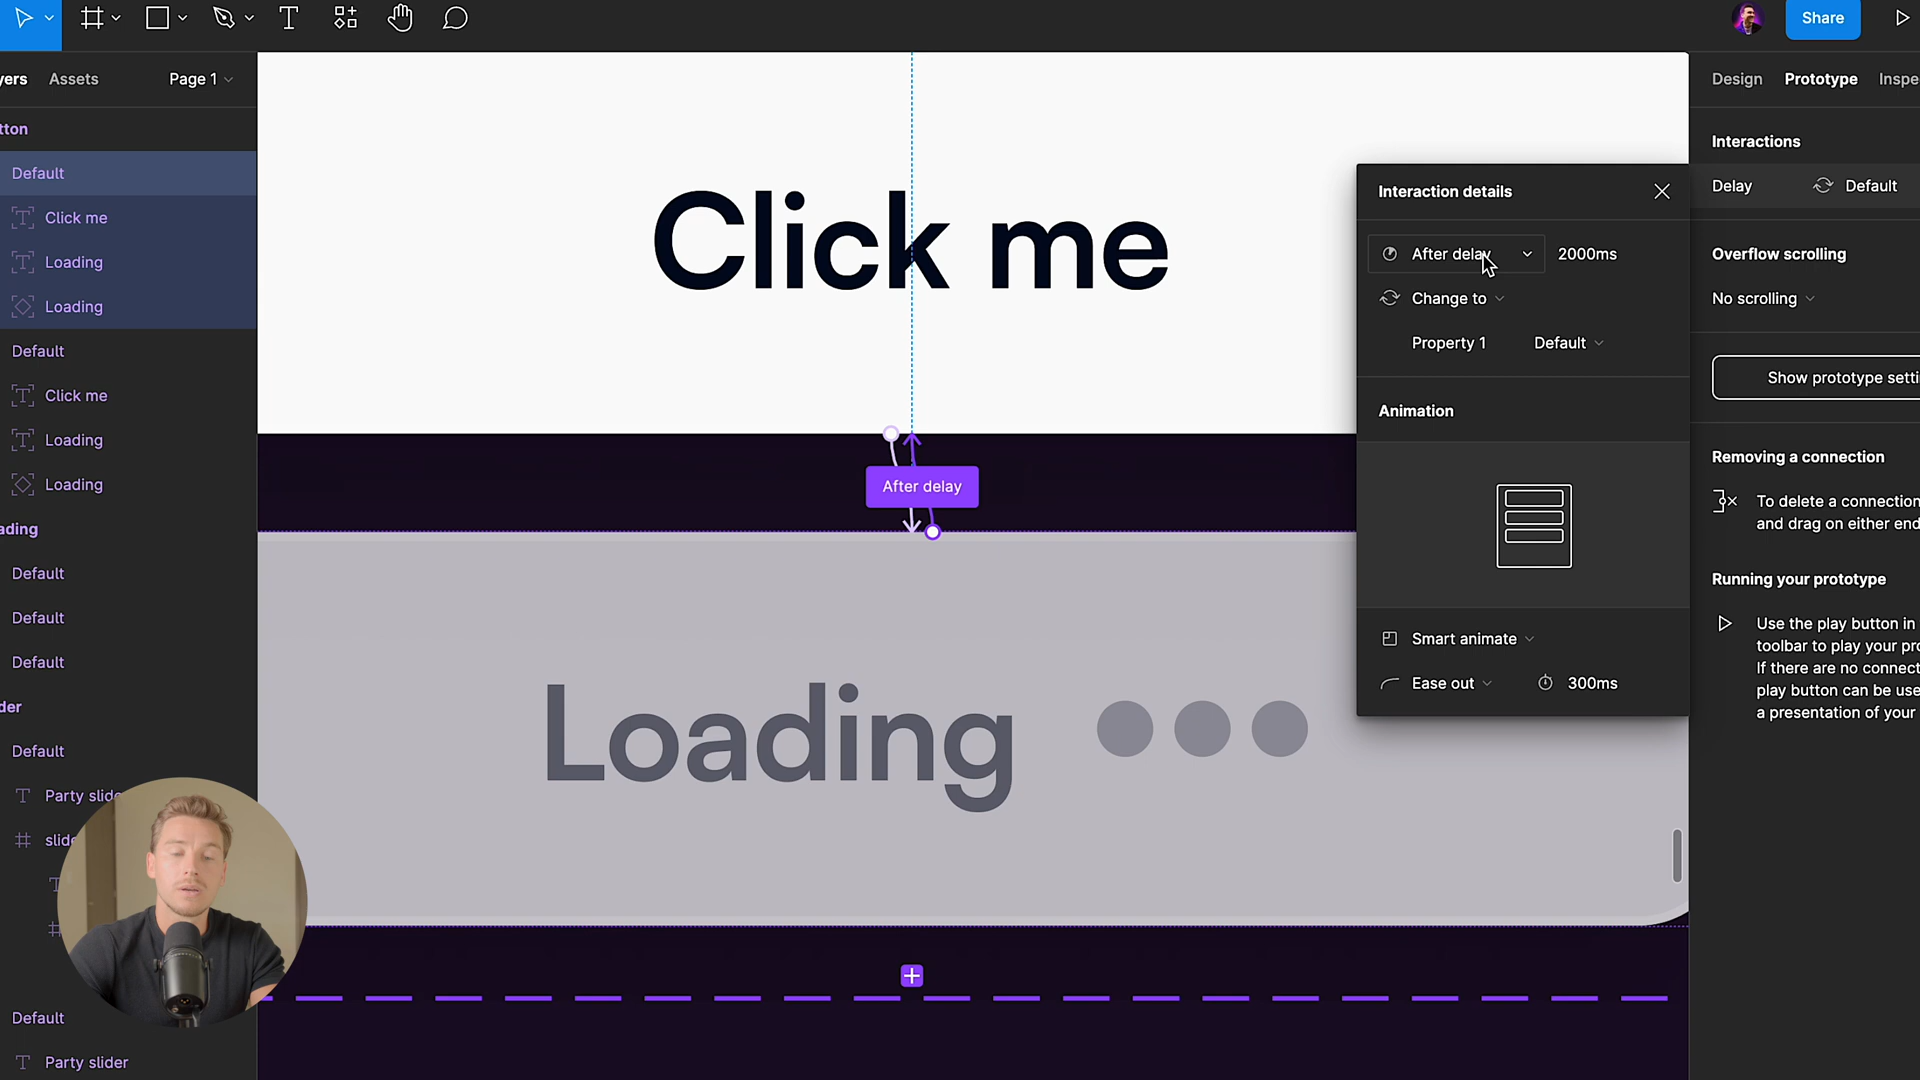 Share
yers
Assets
Page 1
Design
Prototype
Inspe
tton
Default
Click me
Loading
Loading
Default
Click me
Loading
Loading
ading
Default
Default
Default
der
Default
Party slide
slide
Default
Party slider
Click me
After delay
Loading
Interaction details
After delay
2000ms
Change to
Property 1
Default
Animation
Smart animate
Ease out
300ms
Interactions
Delay
Default
Overflow scrolling
No scrolling
Show prototype setti
Removing a connection
To delete a connection
and drag on either end
Running your prototype
Use the play button in
toolbar to play your pro
If there are no connect
play button can be use
a presentation of your